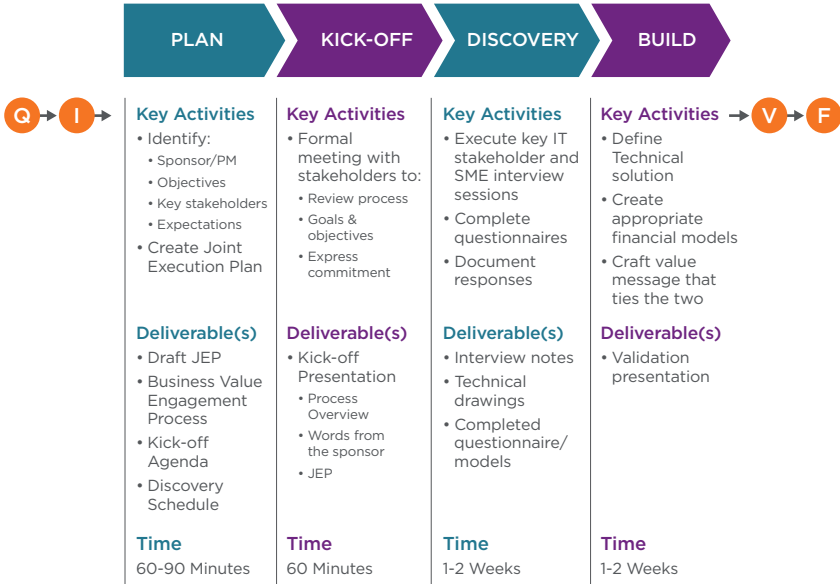 PLAN
KICK-OFF
DISCOVERY
BUILD
Q
I
Key Activities
• Identify:
• Sponsor/PM
• Objectives
• Key stakeholders
• Expectations
• Create Joint
Execution Plan
Deliverable(s)
• Draft JEP
• Business Value
Engagement
Process
• Kick-off
Agenda
• Discovery
Schedule
Time
60-90 Minutes
Key Activities
• Formal
meeting with
stakeholders to:
• Review process
• Goals &
objectives
• Express
commitment
Deliverable(s)
• Kick-off
Presentation
• Process
Overview
• Words from
the sponsor
• JEP
Time
60 Minutes
Key Activities
• Execute key IT
stakeholder and
SME interview
sessions
• Complete
questionnaires
• Document
responses
Deliverable(s)
• Interview notes
• Technical
drawings
• Completed
questionnaire/
models
Time
1-2 Weeks
Key Activities
• Define
Technical
solution
• Create
appropriate
financial models
• Craft value
message that
ties the two
Deliverable(s)
• Validation
presentation
Time
1-2 Weeks
V
F